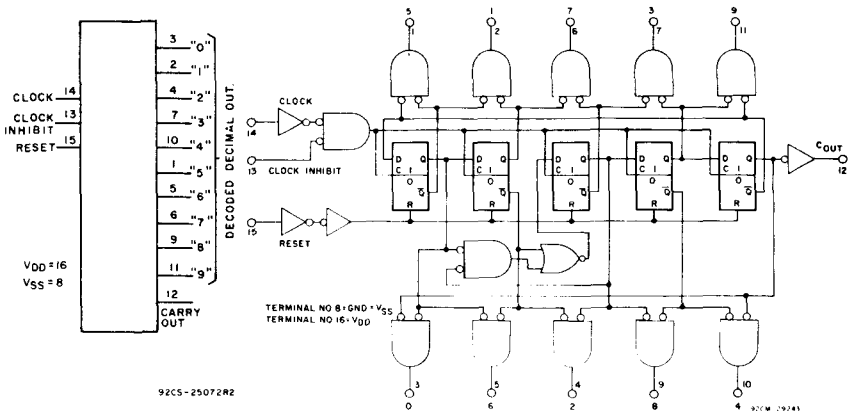 3 "0"
2 "1"
4 "2"
7 "3"
10 "4"
1 "5"
5 "6"
6 "7"
9 "8"
11 "9"
12
CARRY OUT
14
CLOCK
13
CLOCK INHIBIT
15
RESET
VDD = 16
VSS = 8
DECODED DECIMAL OUT.
92CS-25072R2
5 1 7 3 9
1 2 6 7 11
CLOCK
14
13
CLOCK INHIBIT
15
RESET
D Q C I O Q̅ R
D Q C I O Q̅ R
D Q C I O Q̅ R
D Q C I O Q̅ R
D Q C I O Q̅ R
COUT
12
TERMINAL NO 8 = GND = VSS
TERMINAL NO 16 = VDD
3 5 4 9 10
0 6 2 8 4
92CM-29245